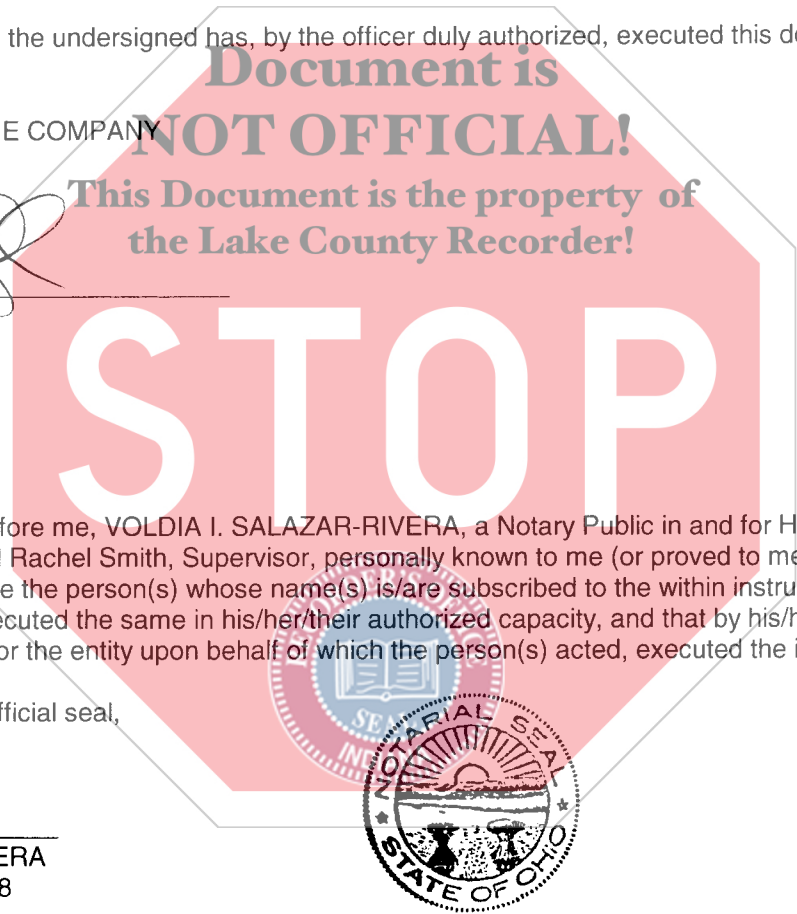 the undersigned has, by the officer duly authorized, executed this d
Document is
E COMPANY
NOT OFFICIAL!
This Document is the property of
the Lake County Recorder!
STOP
fore me, VOLDIA I. SALAZAR-RIVERA, a Notary Public in and for H
Rachel Smith, Supervisor, personally known to me (or proved to me
e the person(s) whose name(s) is/are subscribed to the within instru
ecuted the same in his/her/their authorized capacity, and that by his/h
or the entity upon behalf of which the person(s) acted, executed the i
RECORDER'S OFFICE
SEAL
INDIANA
fficial seal,
NOTARIAL SEAL
STATE OF OHIO
ERA
8